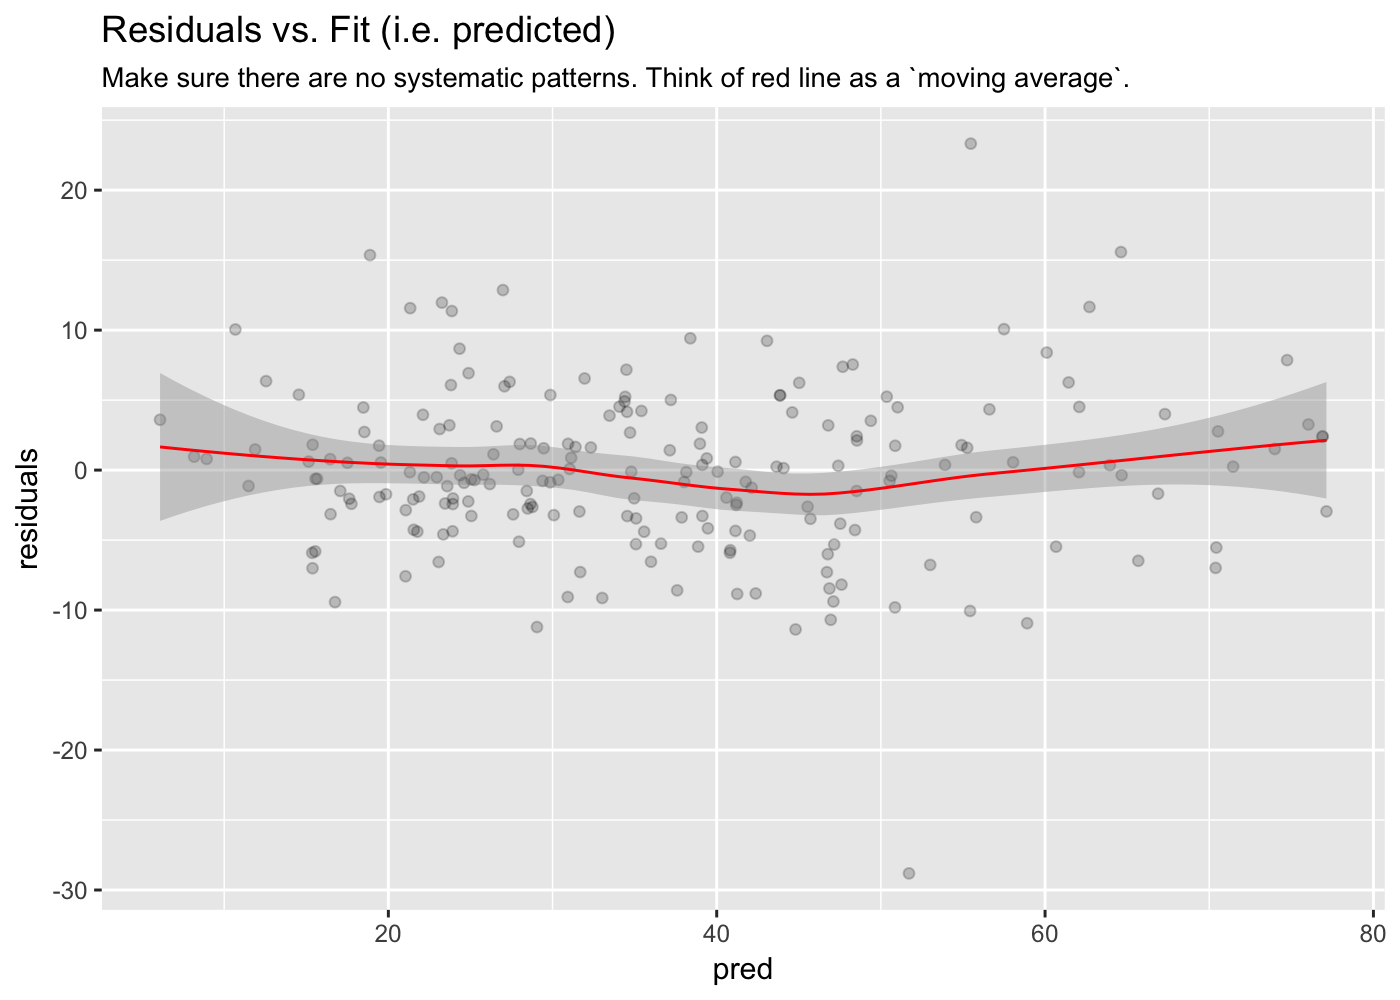 Residuals vs. Fit (i.e. predicted)
Make sure there are no systematic patterns. Think of red line as a `moving average`.
20
10
0
-10
-20
-30
residuals
20
40
60
80
pred